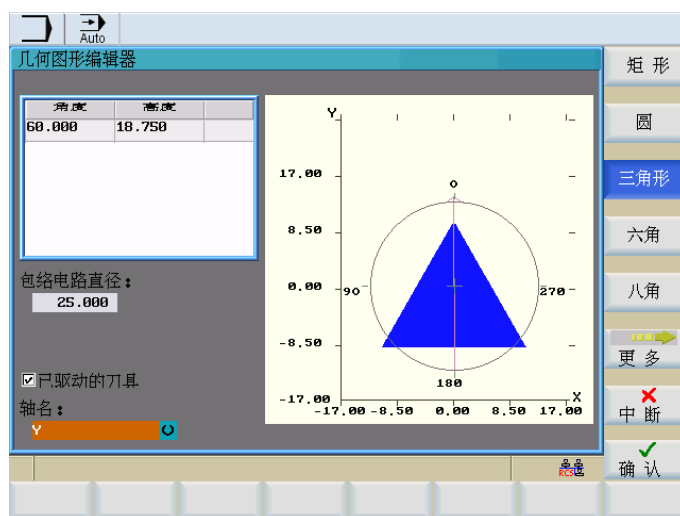 Auto
几何图形编辑器
矩 形
角度 高度
60.000 18.750
圆
三角形
六角
八角
更 多
中 断
确 认
包络电路直径：
25.000
已驱动的刀具
轴名：
Y
Y
17.00
8.50
0.00
-8.50
-17.00
0
90
270
180
X
-17.00 -8.50 0.00 8.50 17.00
RCS